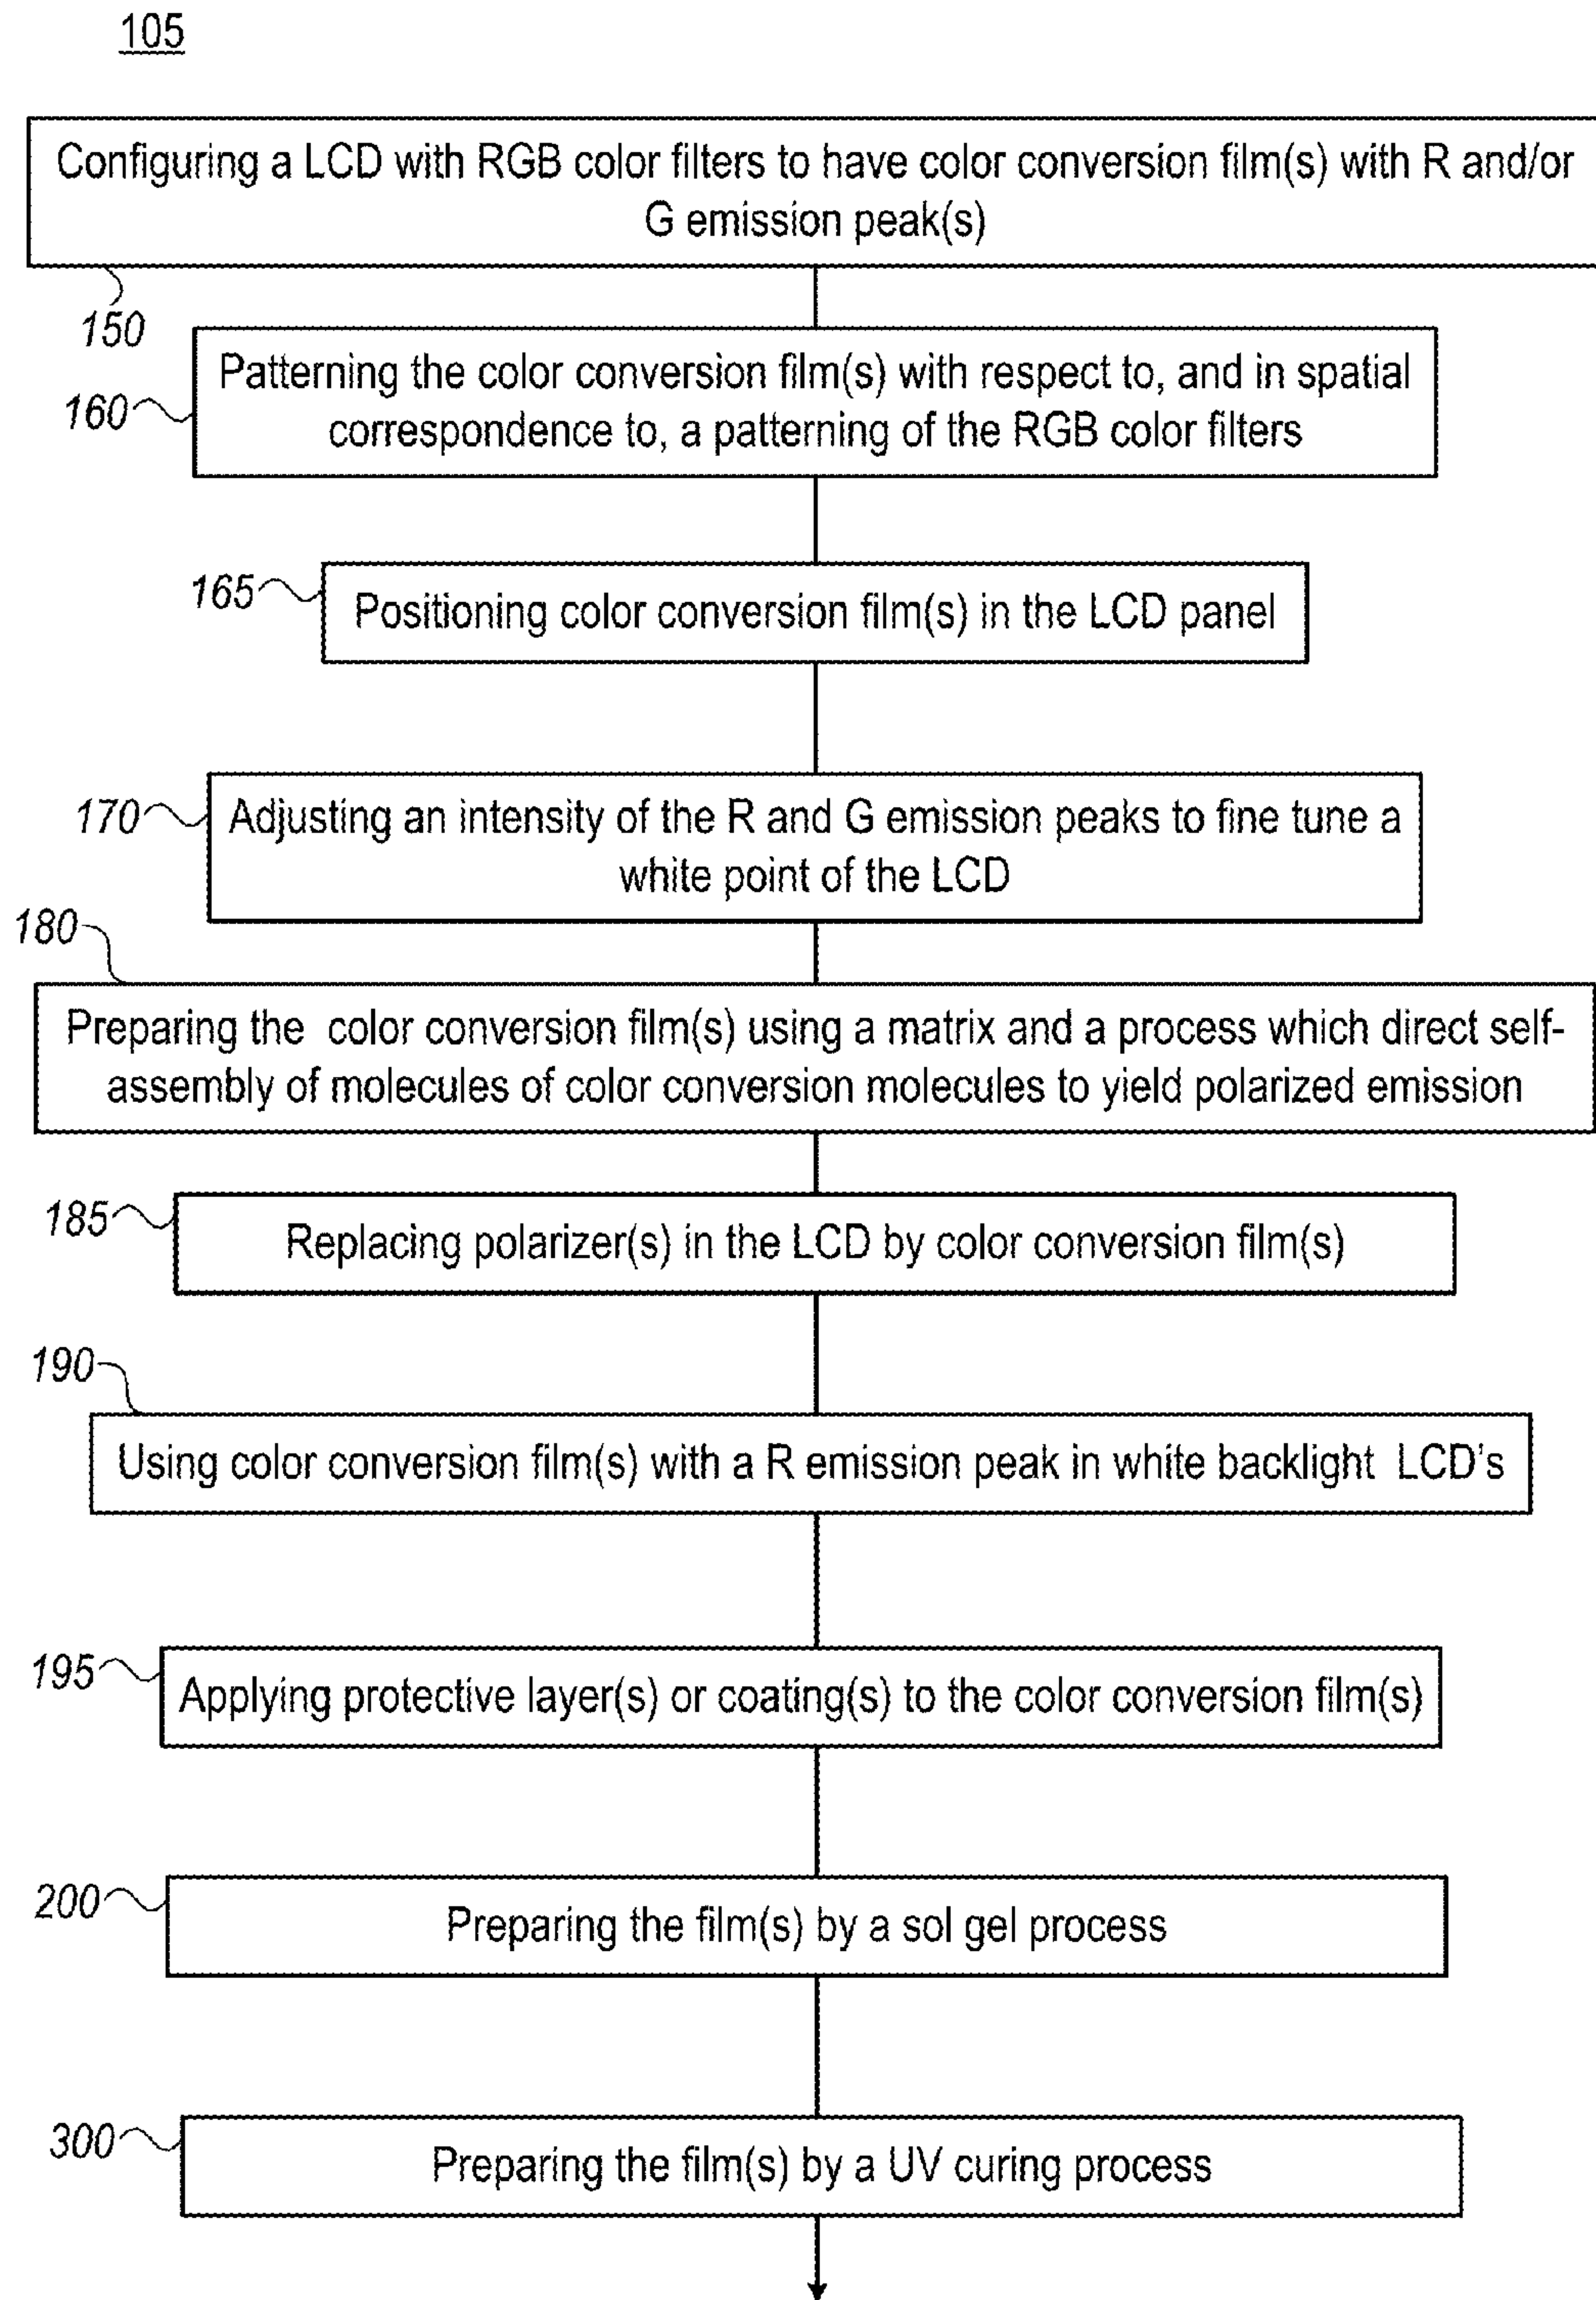 105
Configuring a LCD with RGB color filters to have color conversion film(s) with R and/or
G emission peak(s)
150
Patterning the color conversion film(s) with respect to, and in spatial
correspondence to, a patterning of the RGB color filters
160
165
Positioning color conversion film(s) in the LCD panel
170
Adjusting an intensity of the R and G emission peaks to fine tune a
white point of the LCD
180
Preparing the color conversion film(s) using a matrix and a process which direct self-
assembly of molecules of color conversion molecules to yield polarized emission
185
Replacing polarizer(s) in the LCD by color conversion film(s)
190
Using color conversion film(s) with a R emission peak in white backlight LCD's
195
Applying protective layer(s) or coating(s) to the color conversion film(s)
200
Preparing the film(s) by a sol gel process
300
Preparing the film(s) by a UV curing process